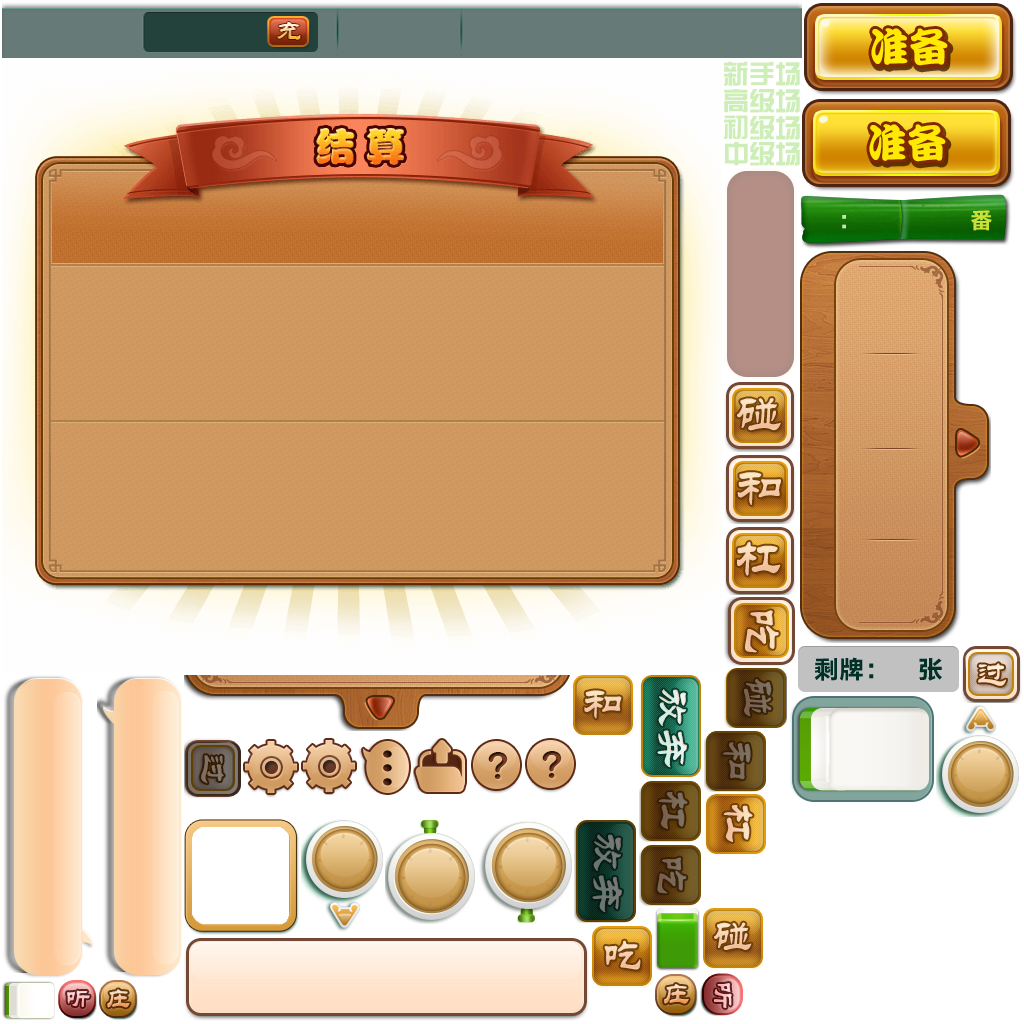 充
准备
结算
新手场
高级场
初级场
中级场
准备
: 番
碰
和
杠
吃
剩牌: 张
过
和
放弃
碰
过
?
?
和
杠
杠
放弃
吃
碰
吃
听
庄
庄
听